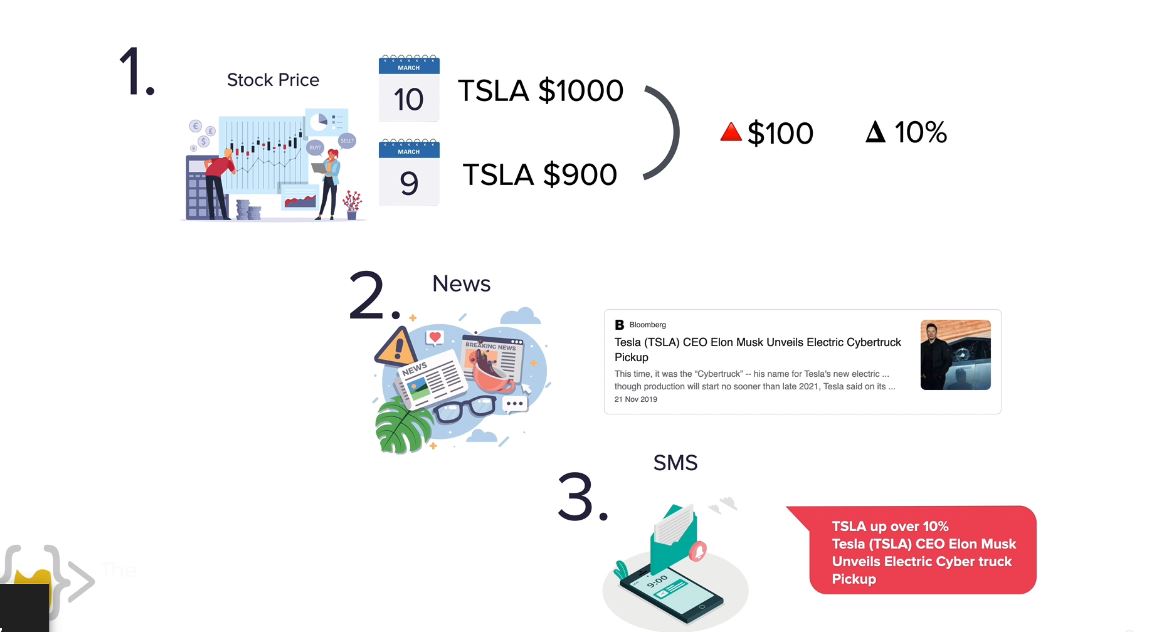 1.
Stock Price
MARCH
10
TSLA $1000
MARCH
9
TSLA $900
$100
10%
BUY!
SELL!
2.
News
BREAKING NEWS
NEWS
B Bloomberg
Tesla (TSLA) CEO Elon Musk Unveils Electric Cybertruck
Pickup
This time, it was the “Cybertruck” -- his name for Tesla's new electric ...
though production will start no sooner than late 2021, Tesla said on its ...
21 Nov 2019
SMS
3.
9:00
TSLA up over 10%
Tesla (TSLA) CEO Elon Musk
Unveils Electric Cyber truck
Pickup
The